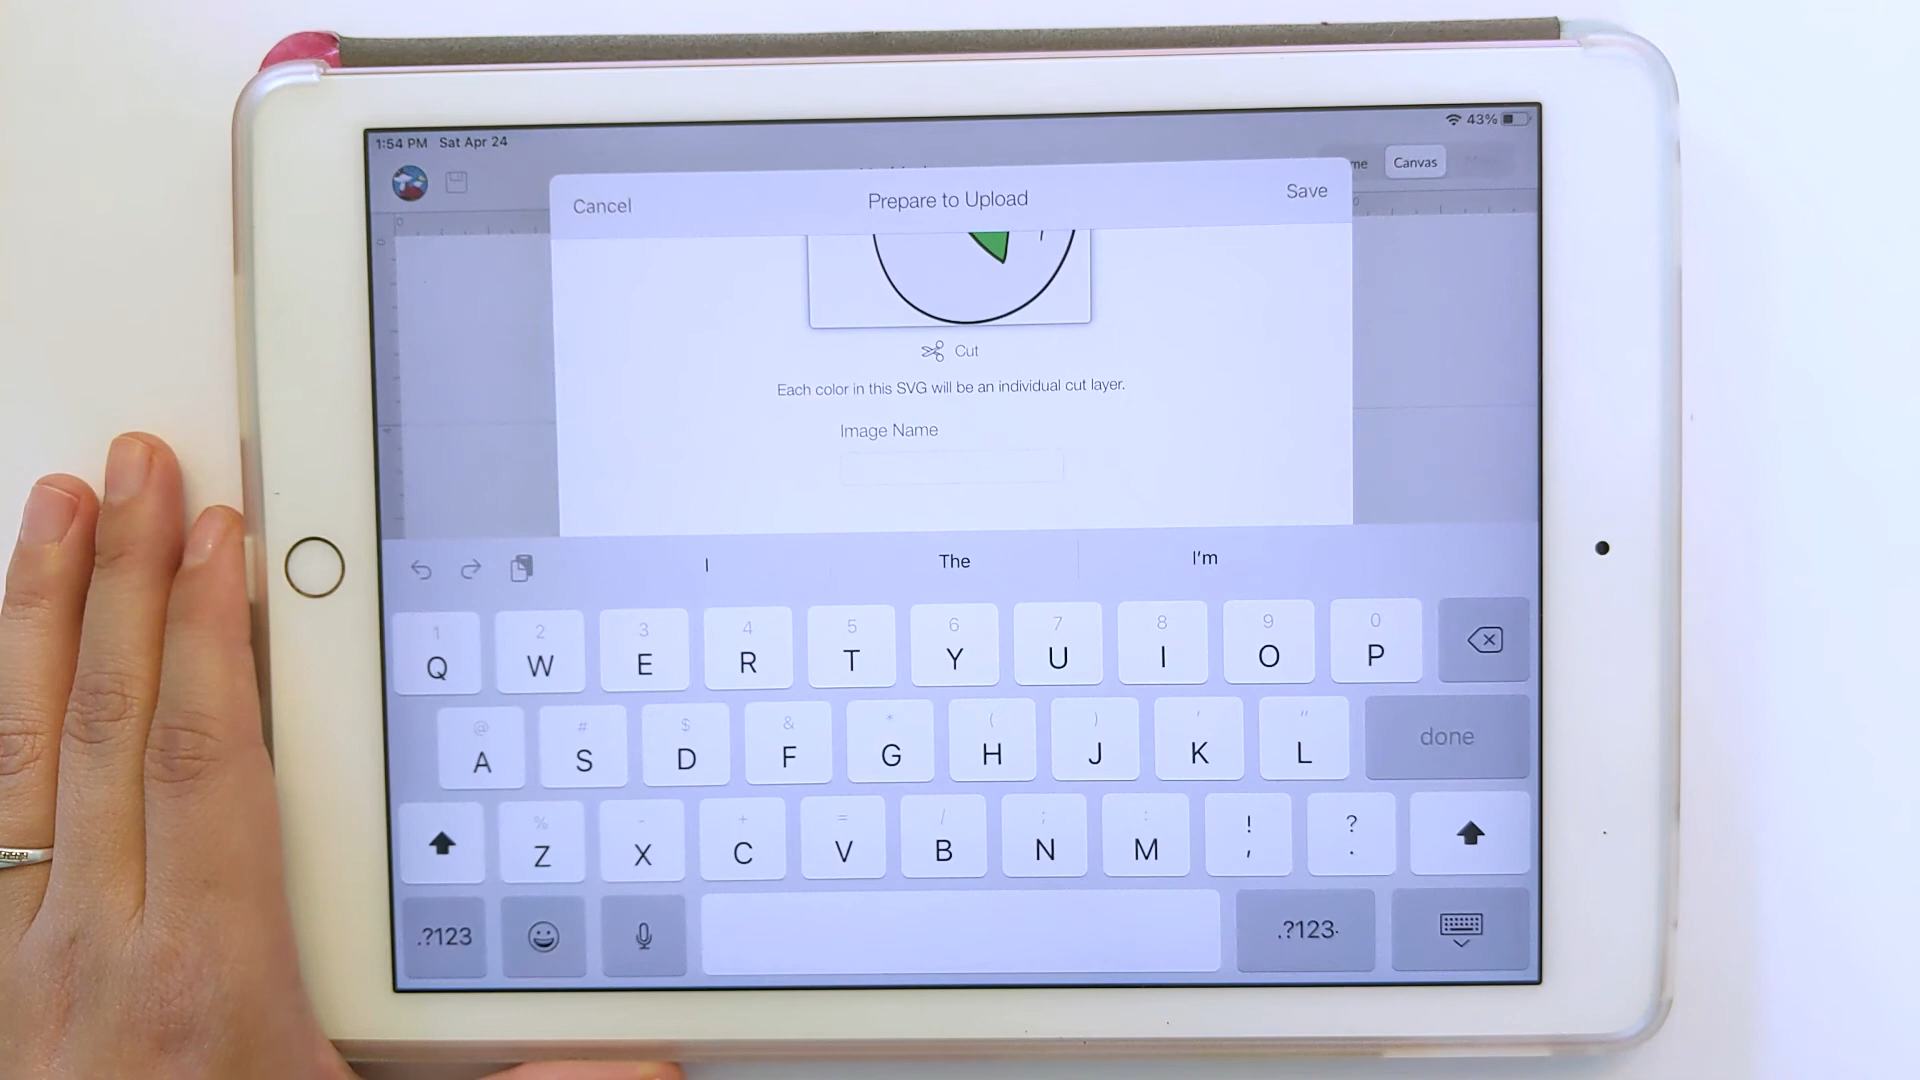 1:54 PM Sat Apr 24
43%
me Canvas
Cancel Prepare to Upload Save
Cut
Each color in this SVG will be an individual cut layer.
Image Name
I The I'm
1 2 3 4 5 6 7 8 9 0
Q W E R T Y U I O P
@ # $ & * ( ) ' "
A S D F G H J K L done
% - + = / ; : ! ?
Z X C V B N M , .
.?123 .?123